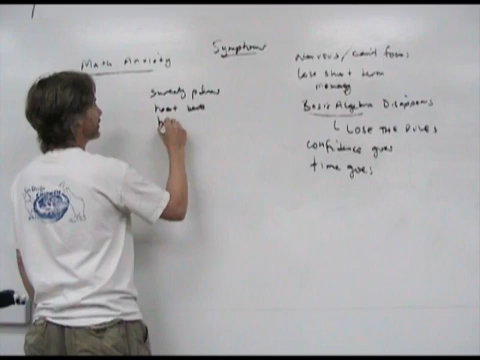 Math Anxiety
Symptoms
sweaty palms
heart beats
Nervous / can't focus
lose short term
memory
Basic Algebra Disappears
LOSE THE RULES
confidence goes
time goes